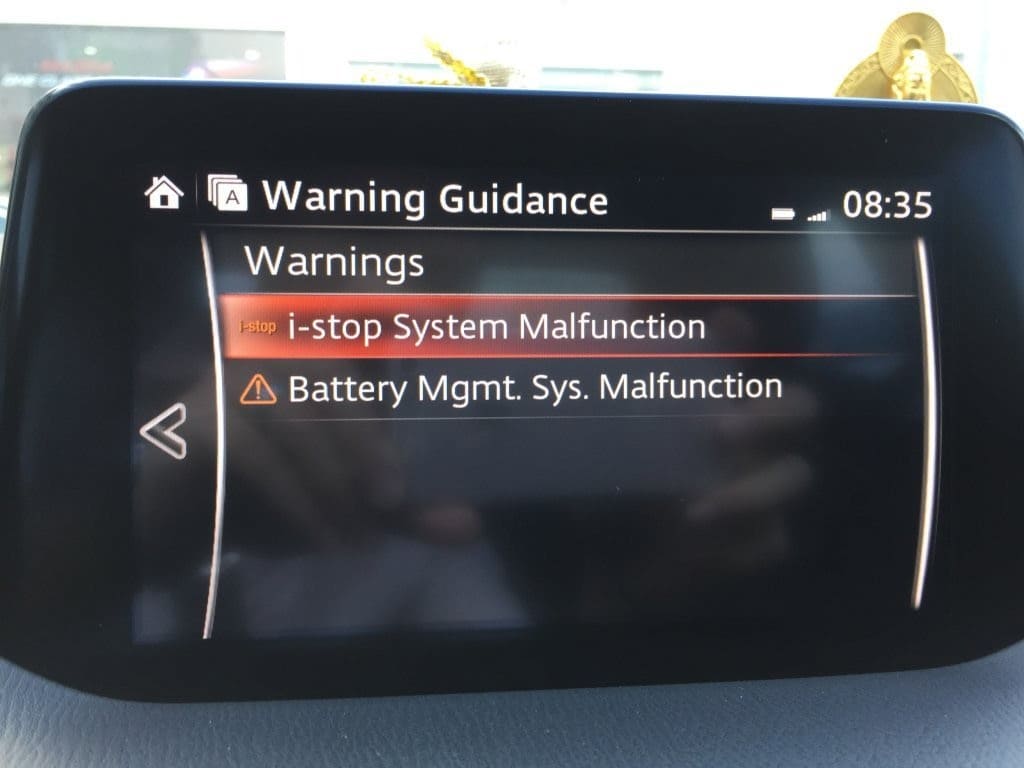 A Warning Guidance 08:35
Warnings
i-stop i-stop System Malfunction
Battery Mgmt. Sys. Malfunction